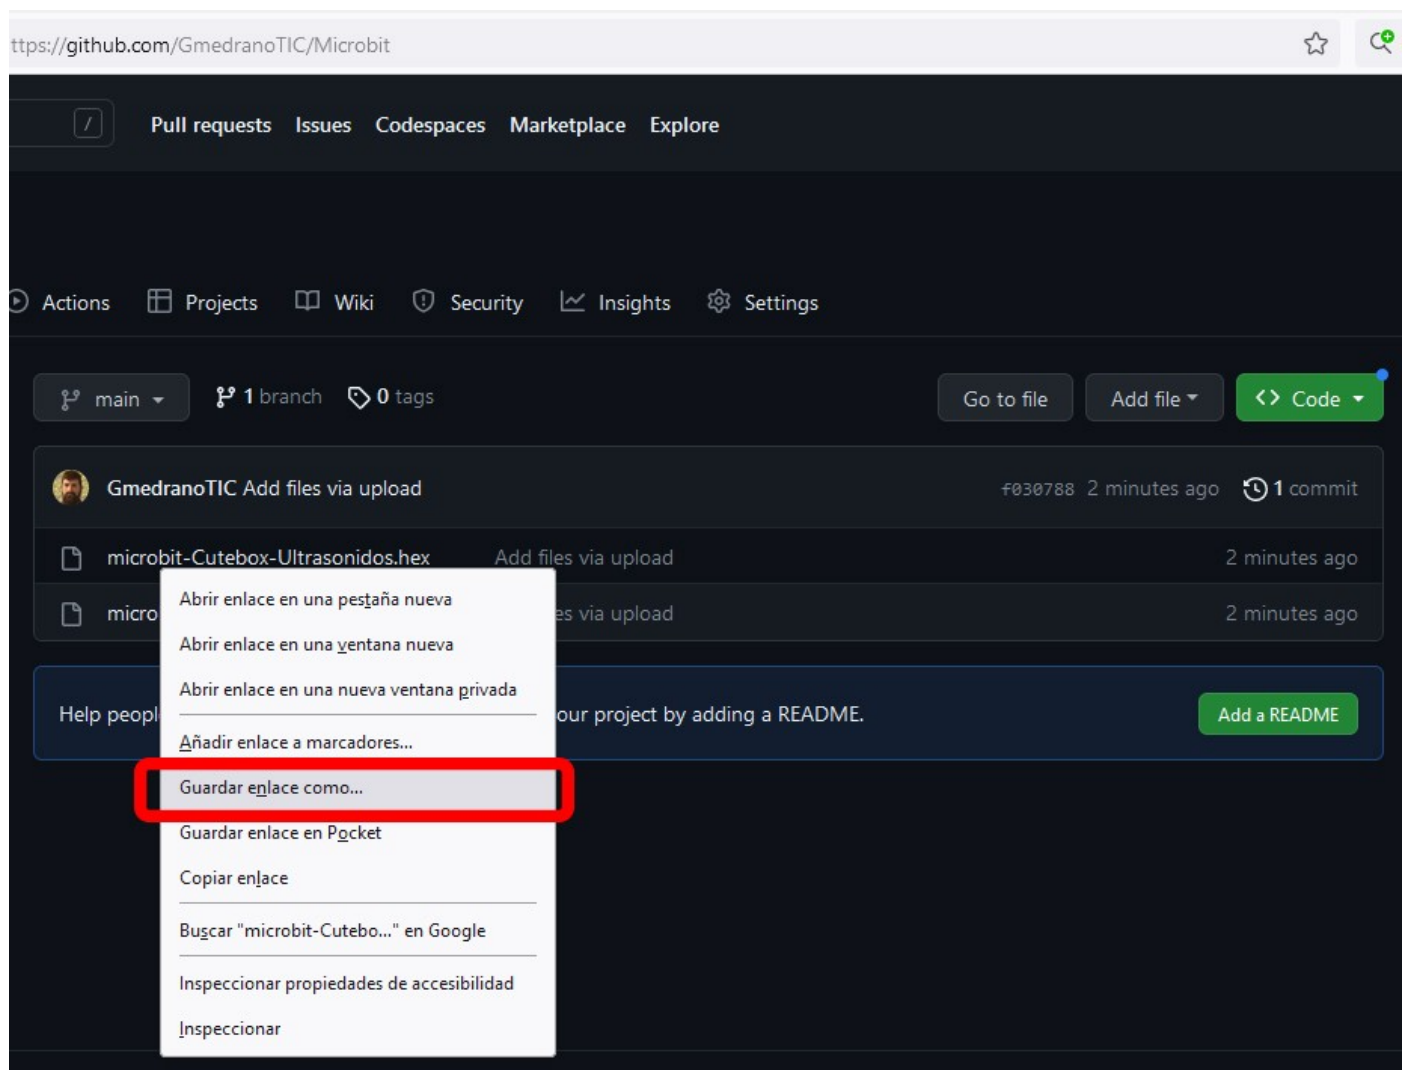 ttps://github.com/GmedranoTIC/Microbit
/ Pull requests Issues Codespaces Marketplace Explore
Actions Projects Wiki Security Insights Settings
main 1 branch 0 tags Go to file Add file <> Code
GmedranoTIC Add files via upload f030788 2 minutes ago 1 commit
microbit-Cutebox-Ultrasonidos.hex Add files via upload 2 minutes ago
micro es via upload 2 minutes ago
Help peopl our project by adding a README. Add a README
Abrir enlace en una pestaña nueva
Abrir enlace en una ventana nueva
Abrir enlace en una nueva ventana privada
Añadir enlace a marcadores...
Guardar enlace como...
Guardar enlace en Pocket
Copiar enlace
Buscar "microbit-Cutebo..." en Google
Inspeccionar propiedades de accesibilidad
Inspeccionar